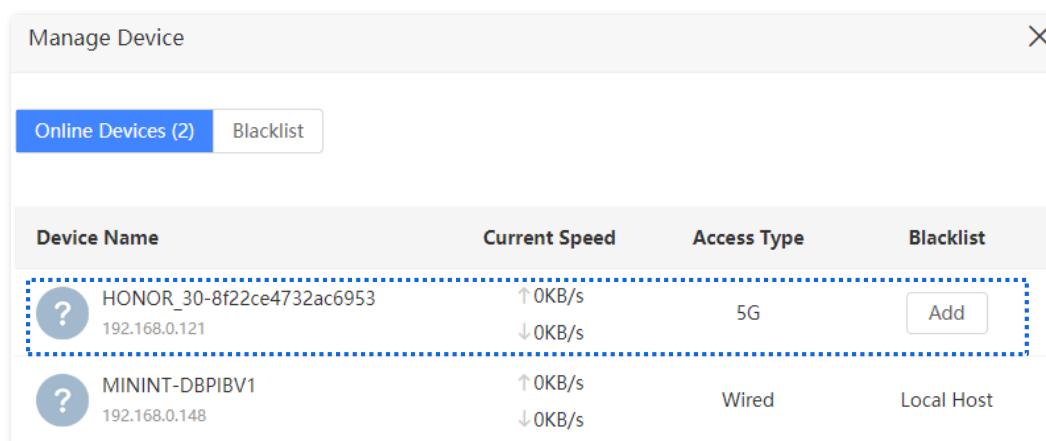 Manage Device
Online Devices (2) Blacklist
Device Name Current Speed Access Type Blacklist
? HONOR_30-8f22ce4732ac6953 ↑0KB/s 5G Add
192.168.0.121 ↓0KB/s
? MININT-DBPIBV1 ↑0KB/s Wired Local Host
192.168.0.148 ↓0KB/s